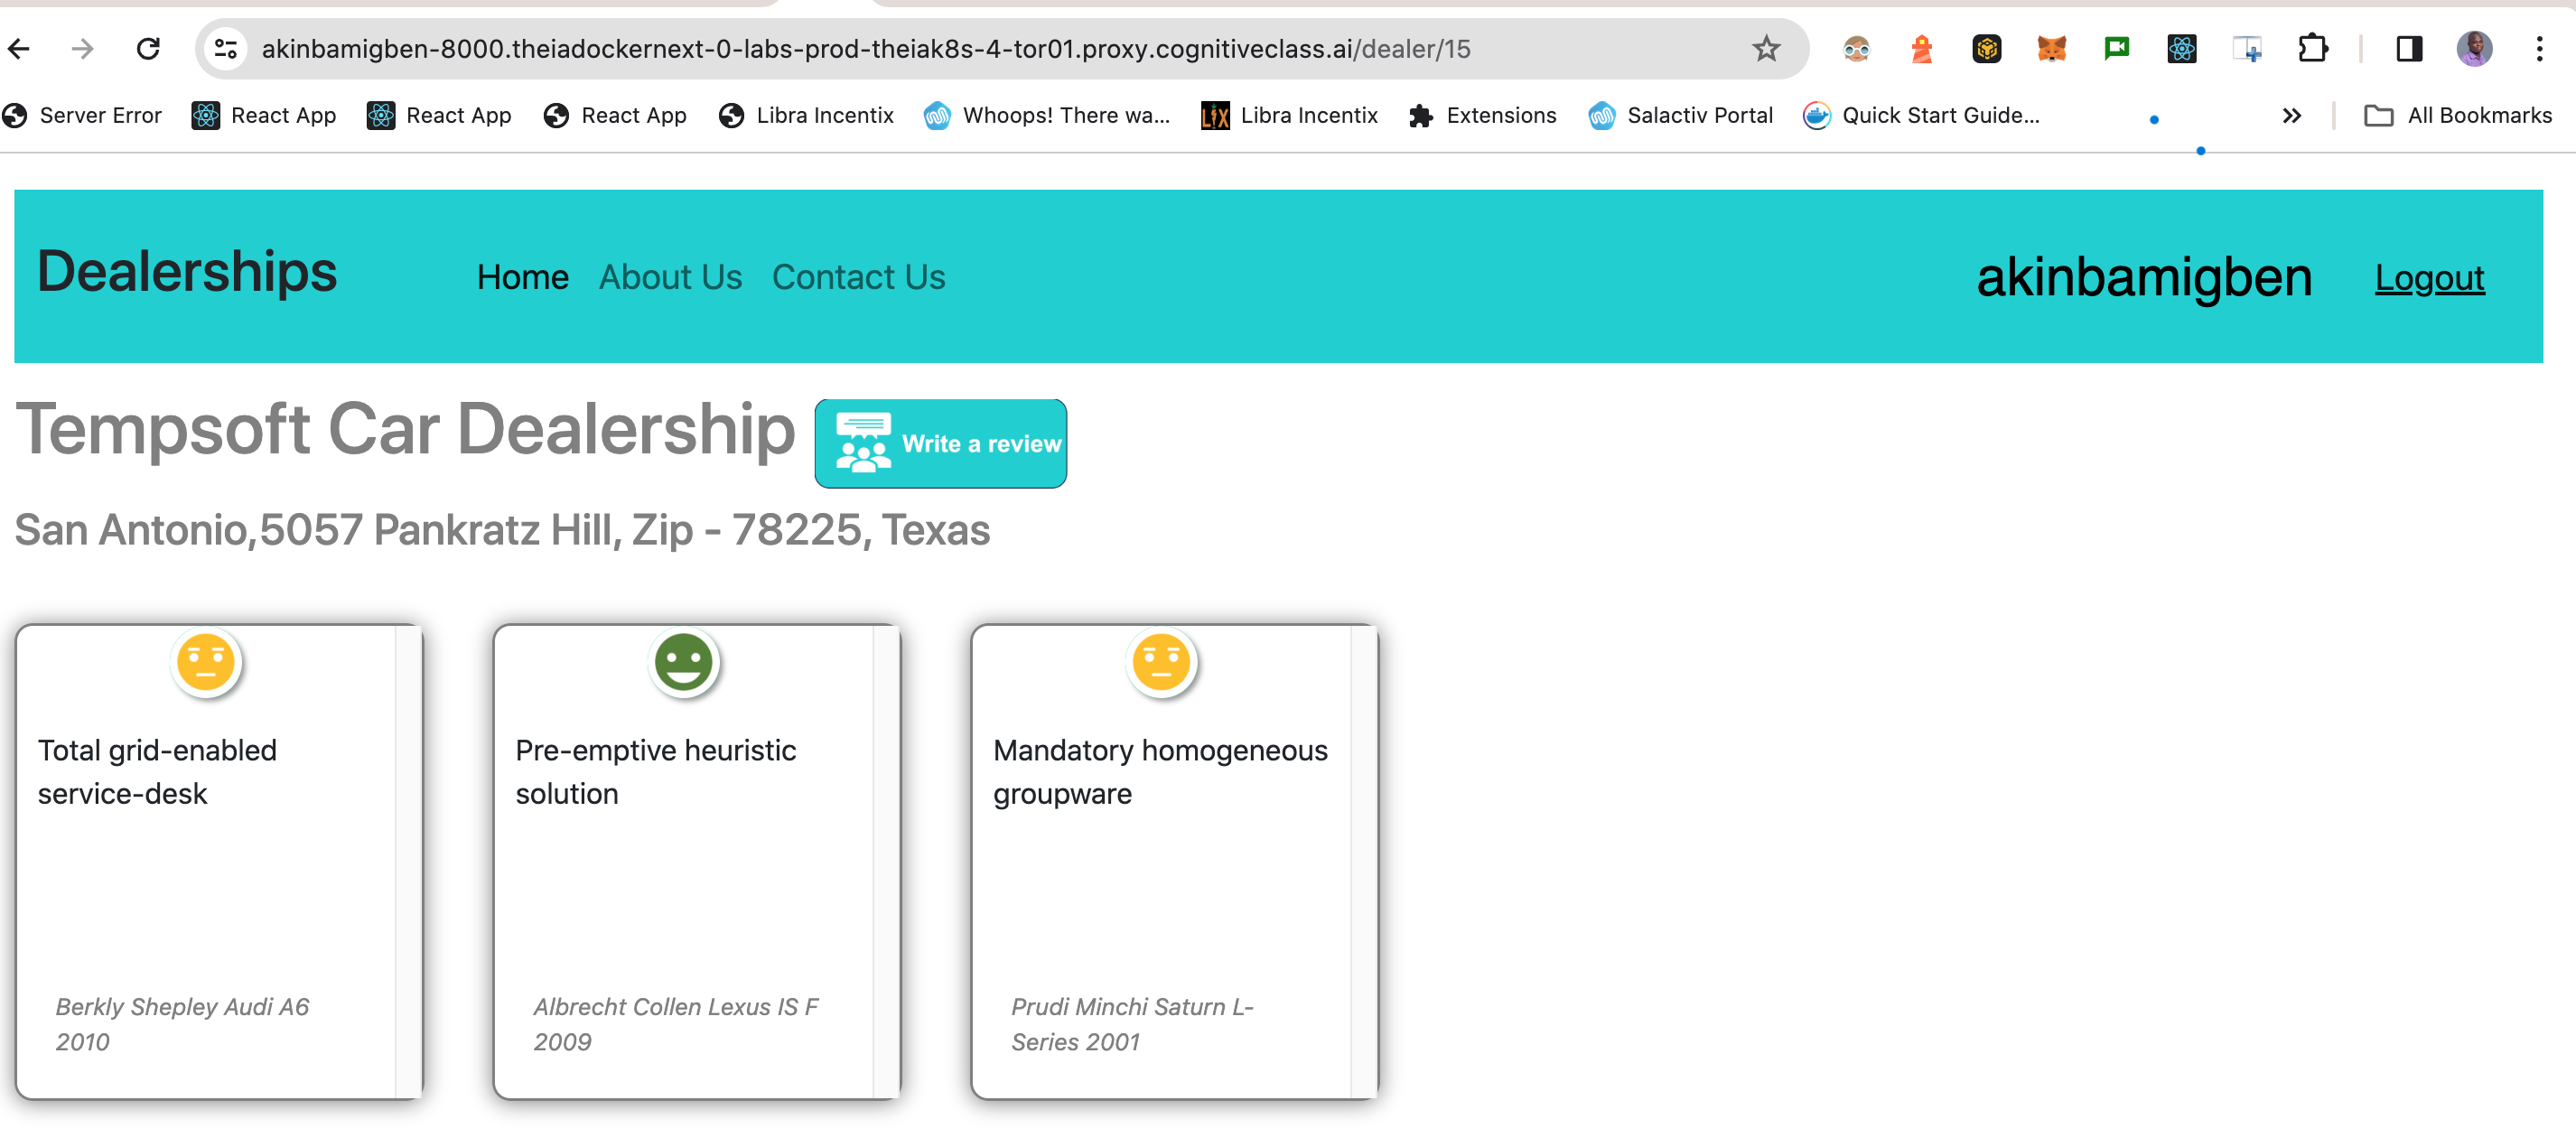 akinbamigben-8000.theiadockernext-0-labs-prod-theiak8s-4-tor01.proxy.cognitiveclass.ai/dealer/15
Server Error React App React App React App Libra Incentix Whoops! There wa... LIX Libra Incentix Extensions Salactiv Portal Quick Start Guide... All Bookmarks
Dealerships Home About Us Contact Us akinbamigben Logout
Tempsoft Car Dealership Write a review
San Antonio,5057 Pankratz Hill, Zip - 78225, Texas
Total grid-enabled
service-desk
Berkly Shepley Audi A6
2010
Pre-emptive heuristic
solution
Albrecht Collen Lexus IS F
2009
Mandatory homogeneous
groupware
Prudi Minchi Saturn L-
Series 2001